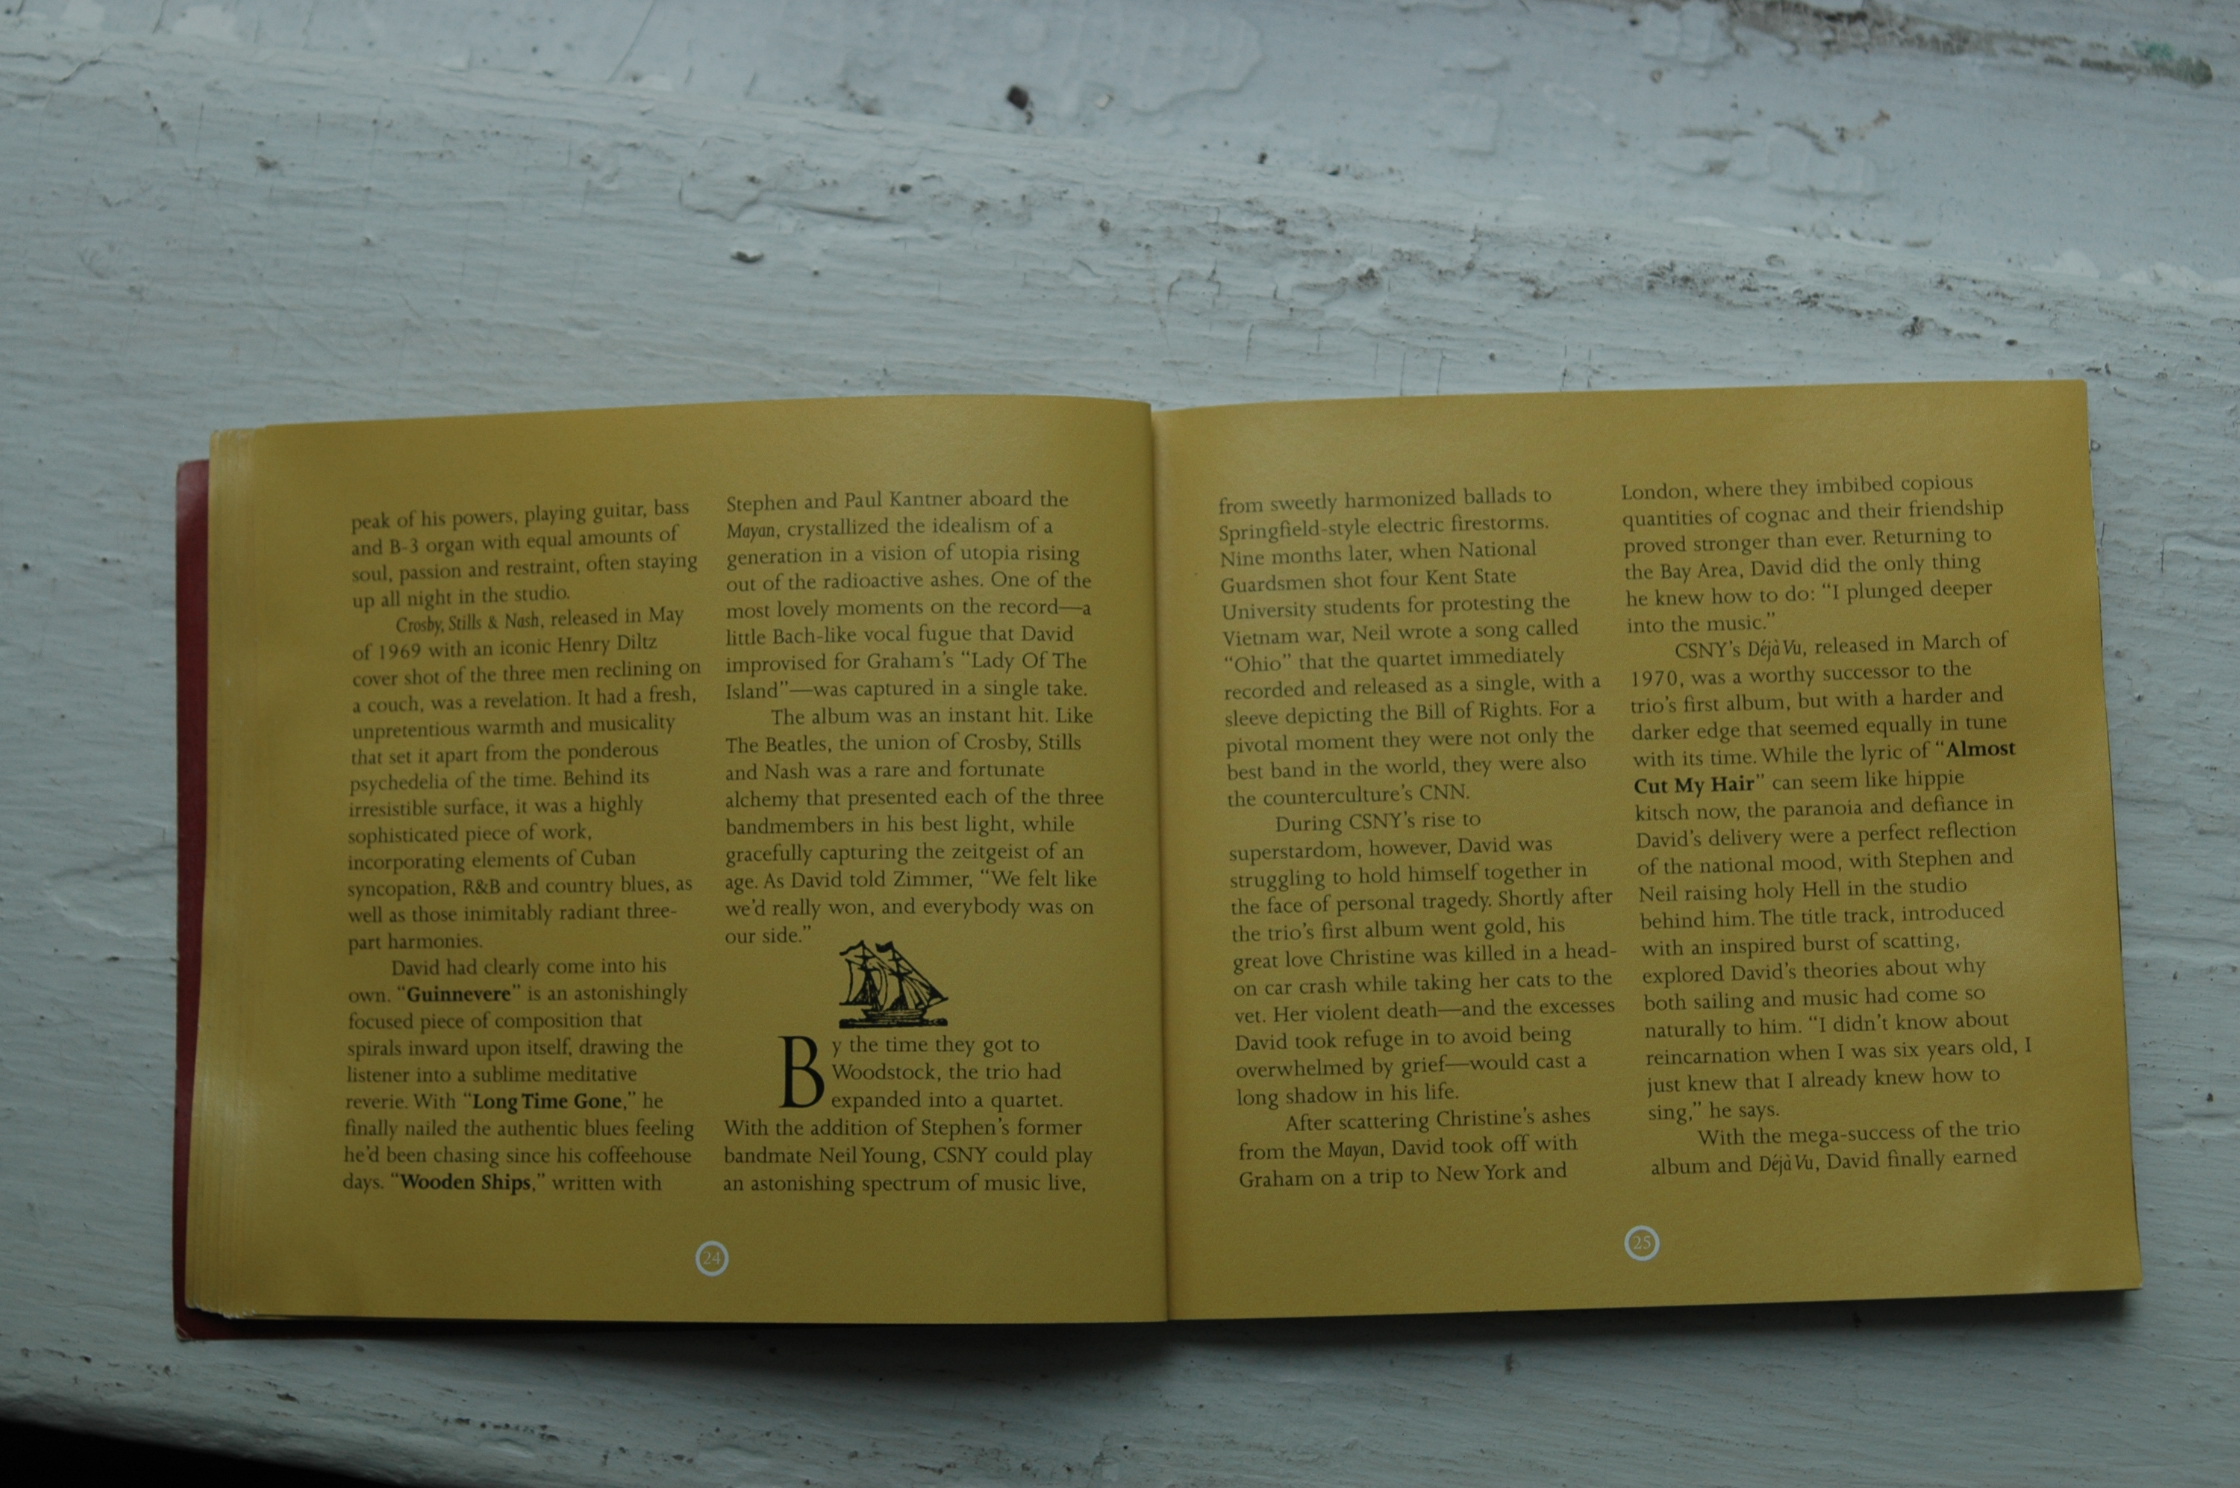 peak of his powers, playing guitar, bass
and B-3 organ with equal amounts of
soul, passion and restraint, often staying
up all night in the studio.
Crosby, Stills & Nash, released in May
of 1969 with an iconic Henry Diltz
cover shot of the three men reclining on
a couch, was a revelation. It had a fresh,
unpretentious warmth and musicality
that set it apart from the ponderous
psychedelia of the time. Behind its
irresistible surface, it was a highly
sophisticated piece of work,
incorporating elements of Cuban
syncopation, R&B and country blues, as
well as those inimitably radiant three-
part harmonies.
David had clearly come into his
own. “Guinnevere” is an astonishingly
focused piece of composition that
spirals inward upon itself, drawing the
listener into a sublime meditative
reverie. With “Long Time Gone,” he
finally nailed the authentic blues feeling
he’d been chasing since his coffeehouse
days. “Wooden Ships,” written with
Stephen and Paul Kantner aboard the
Mayan, crystallized the idealism of a
generation in a vision of utopia rising
out of the radioactive ashes. One of the
most lovely moments on the record—a
little Bach-like vocal fugue that David
improvised for Graham’s “Lady Of The
Island”—was captured in a single take.
The album was an instant hit. Like
The Beatles, the union of Crosby, Stills
and Nash was a rare and fortunate
alchemy that presented each of the three
bandmembers in his best light, while
gracefully capturing the zeitgeist of an
age. As David told Zimmer, “We felt like
we’d really won, and everybody was on
our side.”
By the time they got to
Woodstock, the trio had
expanded into a quartet.
With the addition of Stephen’s former
bandmate Neil Young, CSNY could play
an astonishing spectrum of music live,
24
from sweetly harmonized ballads to
Springfield-style electric firestorms.
Nine months later, when National
Guardsmen shot four Kent State
University students for protesting the
Vietnam war, Neil wrote a song called
“Ohio” that the quartet immediately
recorded and released as a single, with a
sleeve depicting the Bill of Rights. For a
pivotal moment they were not only the
best band in the world, they were also
the counterculture’s CNN.
During CSNY’s rise to
superstardom, however, David was
struggling to hold himself together in
the face of personal tragedy. Shortly after
the trio’s first album went gold, his
great love Christine was killed in a head-
on car crash while taking her cats to the
vet. Her violent death—and the excesses
David took refuge in to avoid being
overwhelmed by grief—would cast a
long shadow in his life.
After scattering Christine’s ashes
from the Mayan, David took off with
Graham on a trip to New York and
London, where they imbibed copious
quantities of cognac and their friendship
proved stronger than ever. Returning to
the Bay Area, David did the only thing
he knew how to do: “I plunged deeper
into the music.”
CSNY’s Déjà Vu, released in March of
1970, was a worthy successor to the
trio’s first album, but with a harder and
darker edge that seemed equally in tune
with its time. While the lyric of “Almost
Cut My Hair” can seem like hippie
kitsch now, the paranoia and defiance in
David’s delivery were a perfect reflection
of the national mood, with Stephen and
Neil raising holy Hell in the studio
behind him. The title track, introduced
with an inspired burst of scatting,
explored David’s theories about why
both sailing and music had come so
naturally to him. “I didn’t know about
reincarnation when I was six years old, I
just knew that I already knew how to
sing,” he says.
With the mega-success of the trio
album and Déjà Vu, David finally earned
25